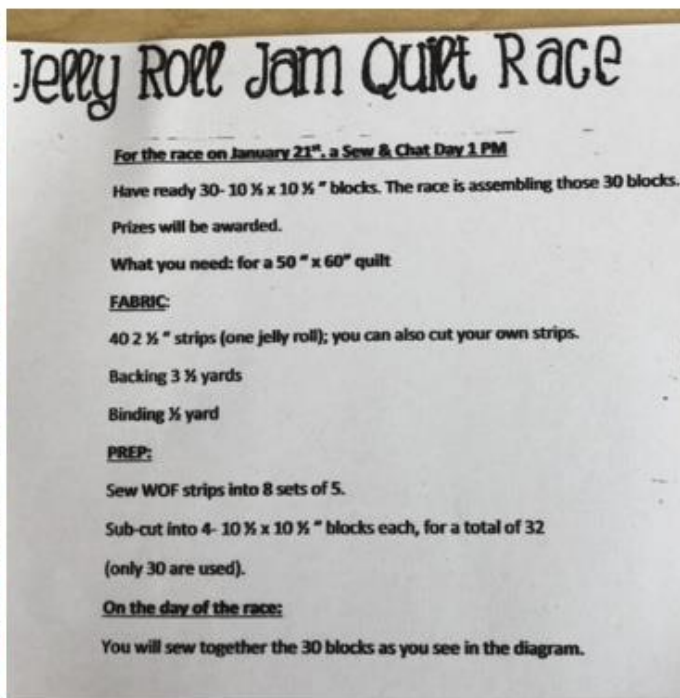 Jelly Roll Jam Quilt Race
For the race on January 21st, a Sew & Chat Day 1 PM
Have ready 30- 10 ½ x 10 ½ " blocks. The race is assembling those 30 blocks.
Prizes will be awarded.
What you need: for a 50 " x 60" quilt
FABRIC:
40 2 ½ " strips (one jelly roll); you can also cut your own strips.
Backing 3 ½ yards
Binding ½ yard
PREP:
Sew WOF strips into 8 sets of 5.
Sub-cut into 4- 10 ½ x 10 ½ " blocks each, for a total of 32
(only 30 are used).
On the day of the race:
You will sew together the 30 blocks as you see in the diagram.